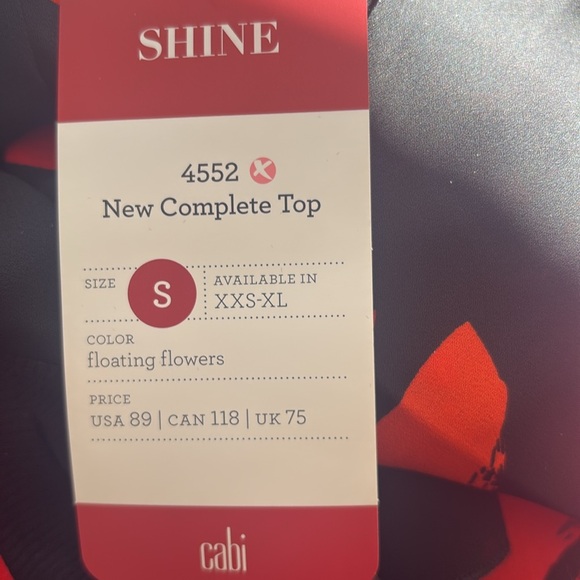 SHINE
4552
New Complete Top
SIZE S AVAILABLE IN
XXS-XL
COLOR
floating flowers
PRICE
USA 89 | CAN 118 | UK 75
cabi